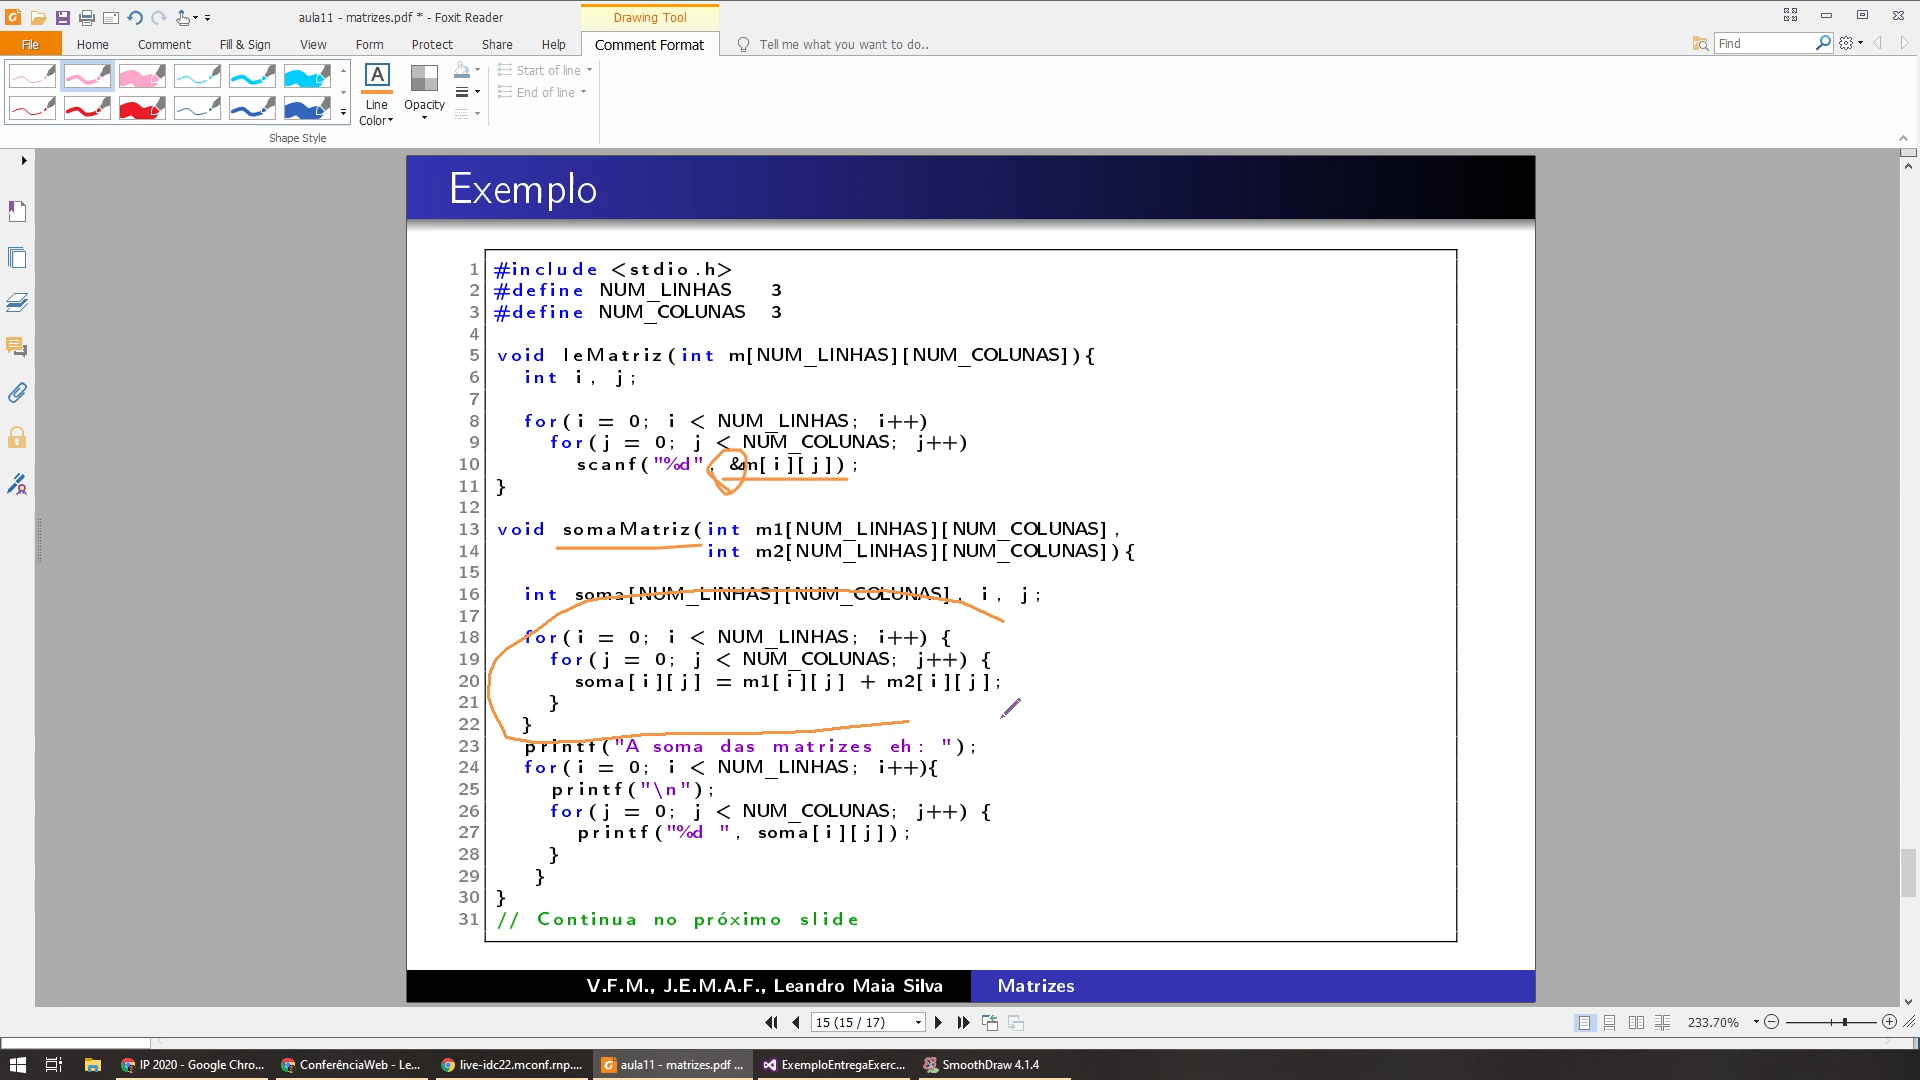 aula11 - matrizes.pdf * - Foxit Reader
Drawing Tool
File Home Comment Fill & Sign View Form Protect Share Help Comment Format Tell me what you want to do.. Find
A
Line Color
Opacity
Start of line
End of line
Shape Style
Exemplo
1 #include <stdio.h>
2 #define NUM_LINHAS 3
3 #define NUM_COLUNAS 3
4
5 void leMatriz(int m[NUM_LINHAS][NUM_COLUNAS]){
6 int i, j;
7
8 for(i = 0; i < NUM_LINHAS; i++)
9 for(j = 0; j < NUM_COLUNAS; j++)
10 scanf("%d", &m[i][j]);
11 }
12
13 void somaMatriz(int m1[NUM_LINHAS][NUM_COLUNAS],
14 int m2[NUM_LINHAS][NUM_COLUNAS]){
15
16 int soma[NUM_LINHAS][NUM_COLUNAS], i, j;
17
18 for(i = 0; i < NUM_LINHAS; i++) {
19 for(j = 0; j < NUM_COLUNAS; j++) {
20 soma[i][j] = m1[i][j] + m2[i][j];
21 }
22 }
23 printf("A soma das matrizes eh: ");
24 for(i = 0; i < NUM_LINHAS; i++){
25 printf("\n");
26 for(j = 0; j < NUM_COLUNAS; j++) {
27 printf("%d ", soma[i][j]);
28 }
29 }
30 }
31 // Continua no próximo slide
V.F.M., J.E.M.A.F., Leandro Maia Silva Matrizes
15 (15 / 17) 233.70%
IP 2020 - Google Chro... ConferênciaWeb - Le... live-idc22.mconf.rnp.... aula11 - matrizes.pdf ... ExemploEntregaExerc... SmoothDraw 4.1.4